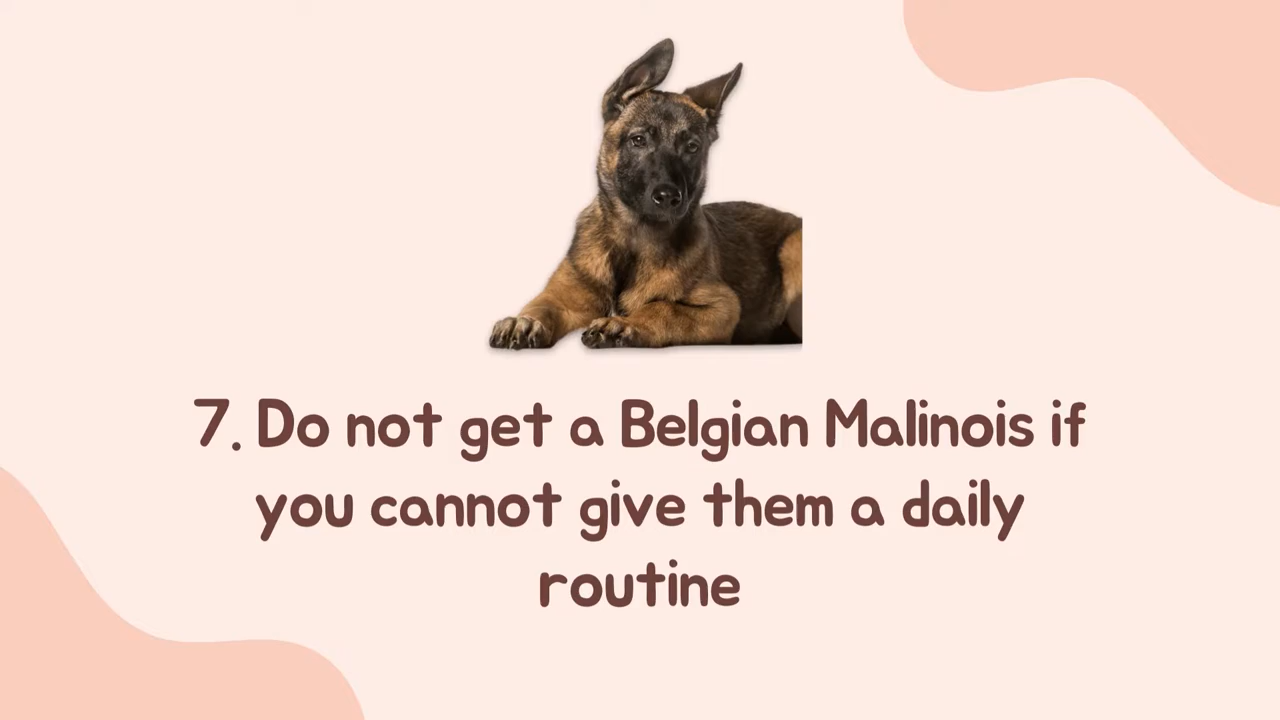 7. Do not get a Belgian Malinois if
you cannot give them a daily
routine